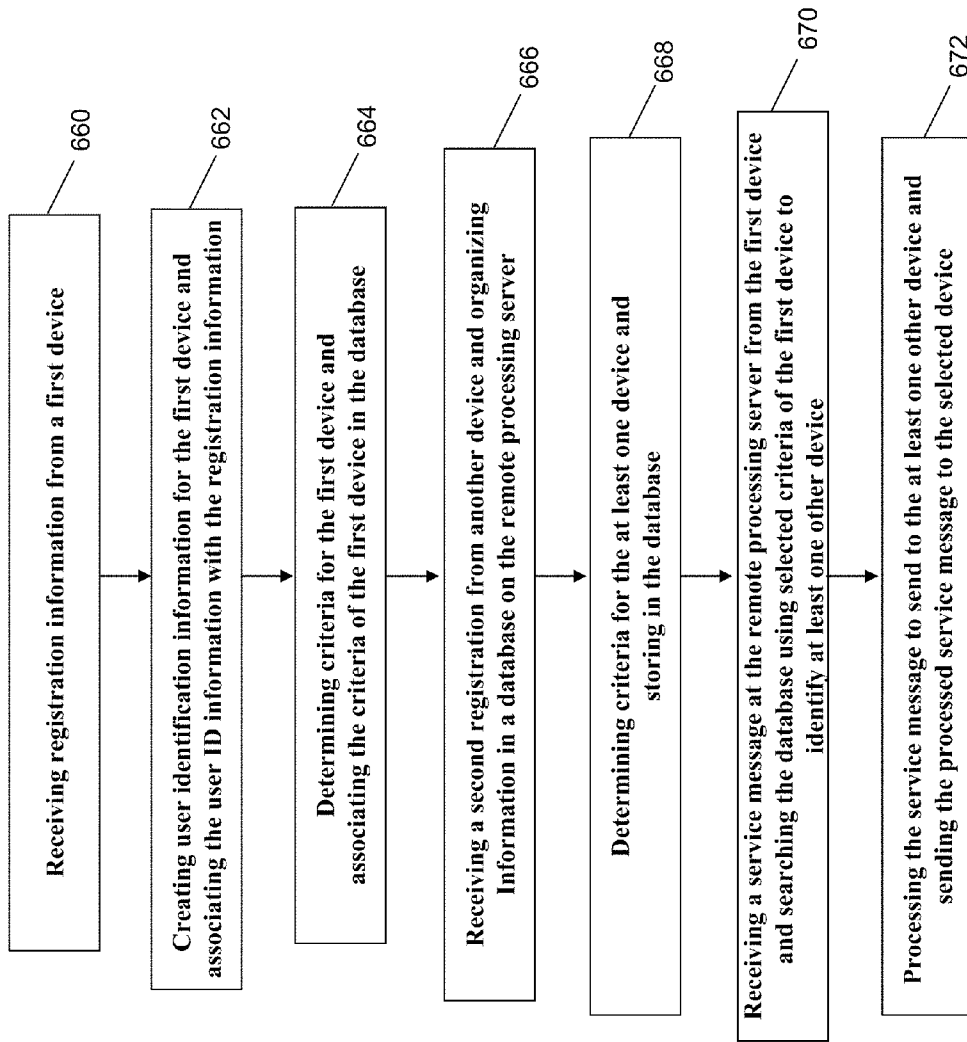 Receiving registration information from a first device
660
Creating user identification information for the first device and
associating the user ID information with the registration information
662
Determining criteria for the first device and
associating the criteria of the first device in the database
664
Receiving a second registration from another device and organizing
Information in a database on the remote processing server
666
Determining criteria for the at least one device and
storing in the database
668
Receiving a service message at the remote processing server from the first device
and searching the database using selected criteria of the first device to
identify at least one other device
670
Processing the service message to send to the at least one other device and
sending the processed service message to the selected device
672